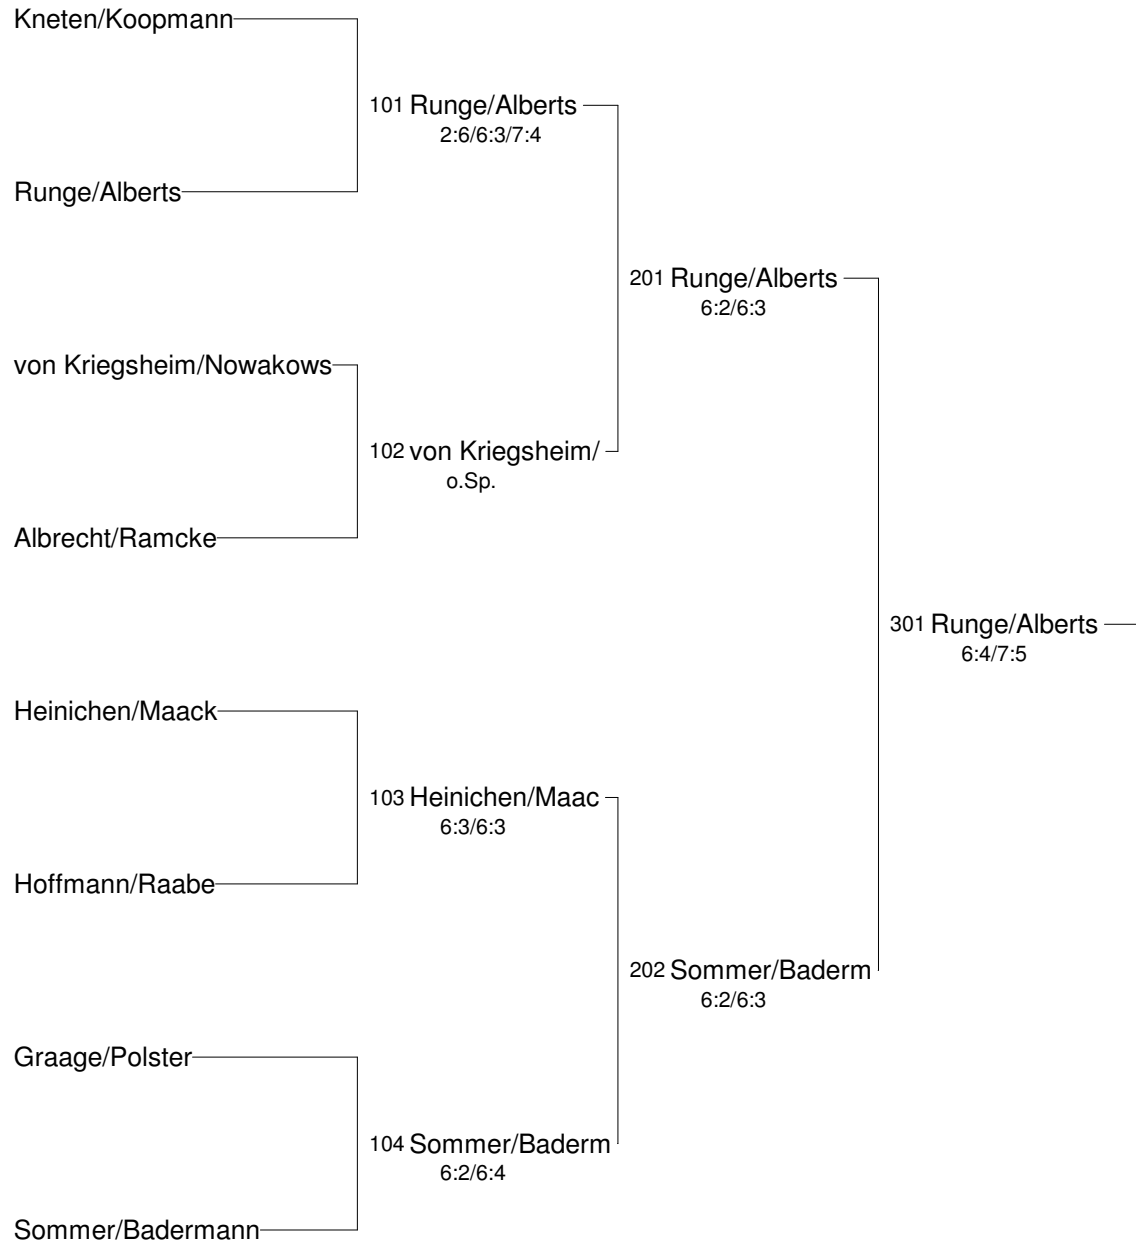 Kneten/Koopmann
101 Runge/Alberts
2:6/6:3/7:4
Runge/Alberts
201 Runge/Alberts
6:2/6:3
von Kriegsheim/Nowakows
102 von Kriegsheim/
o.Sp.
Albrecht/Ramcke
301 Runge/Alberts
6:4/7:5
Heinichen/Maack
103 Heinichen/Maac
6:3/6:3
Hoffmann/Raabe
202 Sommer/Baderm
6:2/6:3
Graage/Polster
104 Sommer/Baderm
6:2/6:4
Sommer/Badermann